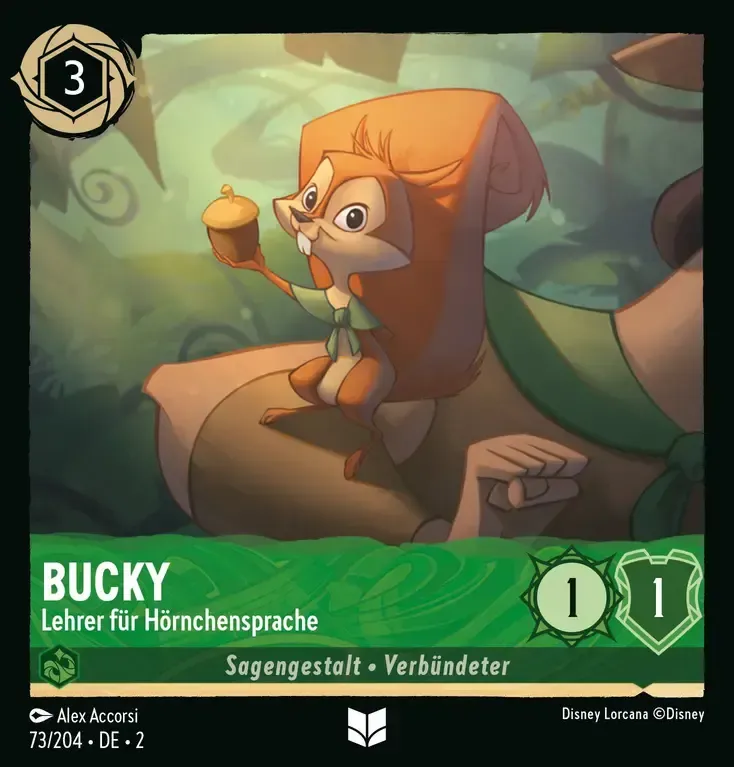 3
BUCKY
Lehrer für Hörnchensprache
1
1
Sagengestalt • Verbündeter
Alex Accorsi
Disney Lorcana ©Disney
73/204 • DE • 2